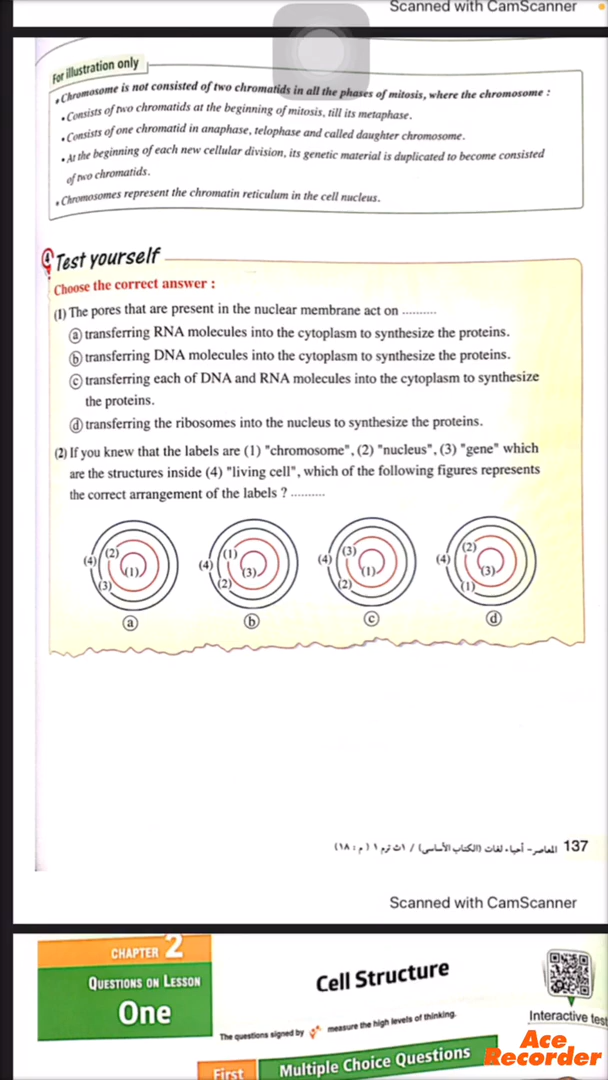 Scanned with CamScanner
For illustration only
• Chromosome is not consisted of two chromatids in all the phases of mitosis, where the chromosome :
• Consists of two chromatids at the beginning of mitosis, till its metaphase.
• Consists of one chromatid in anaphase, telophase and called daughter chromosome.
• At the beginning of each new cellular division, its genetic material is duplicated to become consisted
of two chromatids.
• Chromosomes represent the chromatin reticulum in the cell nucleus.
4 Test yourself
Choose the correct answer :
(1) The pores that are present in the nuclear membrane act on ..........
ⓐ transferring RNA molecules into the cytoplasm to synthesize the proteins.
ⓑ transferring DNA molecules into the cytoplasm to synthesize the proteins.
ⓒ transferring each of DNA and RNA molecules into the cytoplasm to synthesize
the proteins.
ⓓ transferring the ribosomes into the nucleus to synthesize the proteins.
(2) If you knew that the labels are (1) "chromosome", (2) "nucleus", (3) "gene" which
are the structures inside (4) "living cell", which of the following figures represents
the correct arrangement of the labels ? ..........
(4) (2) (1) (3)
(4) (1) (3) (2)
(4) (3) (1) (2)
(4) (2) (3) (1)
ⓐ ⓑ ⓒ ⓓ
المعاصر - أحياء لغات (الكتاب الأساسى) / ١ث ترم ١ (م : ١٨) 137
Scanned with CamScanner
CHAPTER 2
QUESTIONS ON LESSON
One
Cell Structure
The questions signed by measure the high levels of thinking.
Interactive test
First Multiple Choice Questions
Ace
Recorder